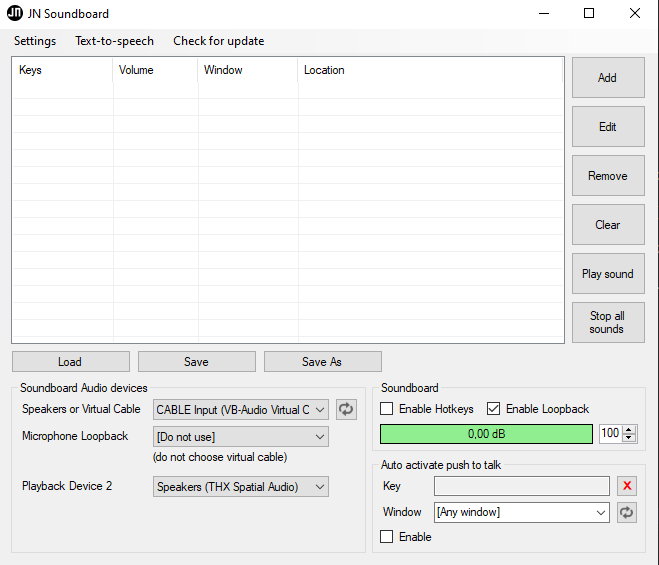 JN JN Soundboard
Settings Text-to-speech Check for update
Keys Volume Window Location
Add
Edit
Remove
Clear
Play sound
Stop all
sounds
Load Save Save As
Soundboard Audio devices
Speakers or Virtual Cable CABLE Input (VB-Audio Virtual C
Microphone Loopback [Do not use]
(do not choose virtual cable)
Playback Device 2 Speakers (THX Spatial Audio)
Soundboard
Enable Hotkeys Enable Loopback
0,00 dB 100
Auto activate push to talk
Key X
Window [Any window]
Enable